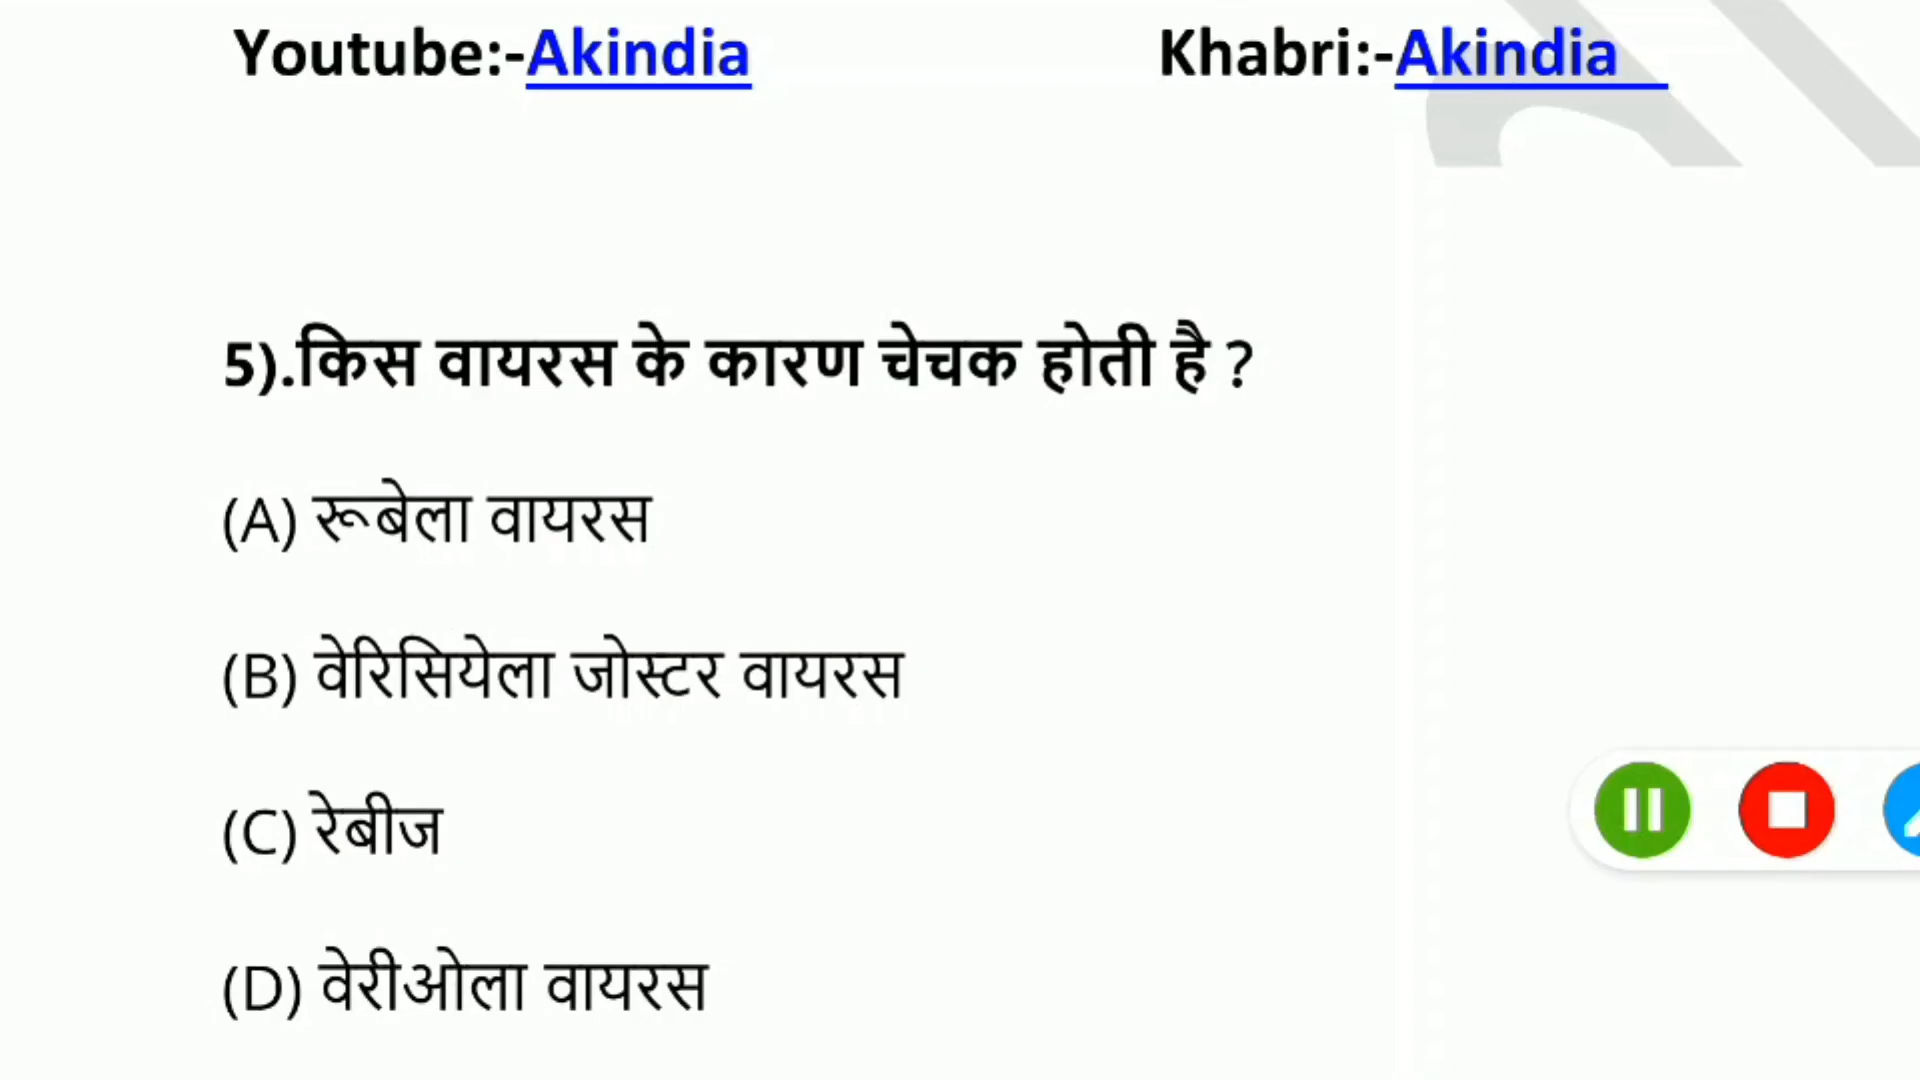 Youtube:-Akindia Khabri:-Akindia
5).किस वायरस के कारण चेचक होती है ?
(A) रूबेला वायरस
(B) वेरिसियेला जोस्टर वायरस
(C) रेबीज
(D) वेरीओला वायरस